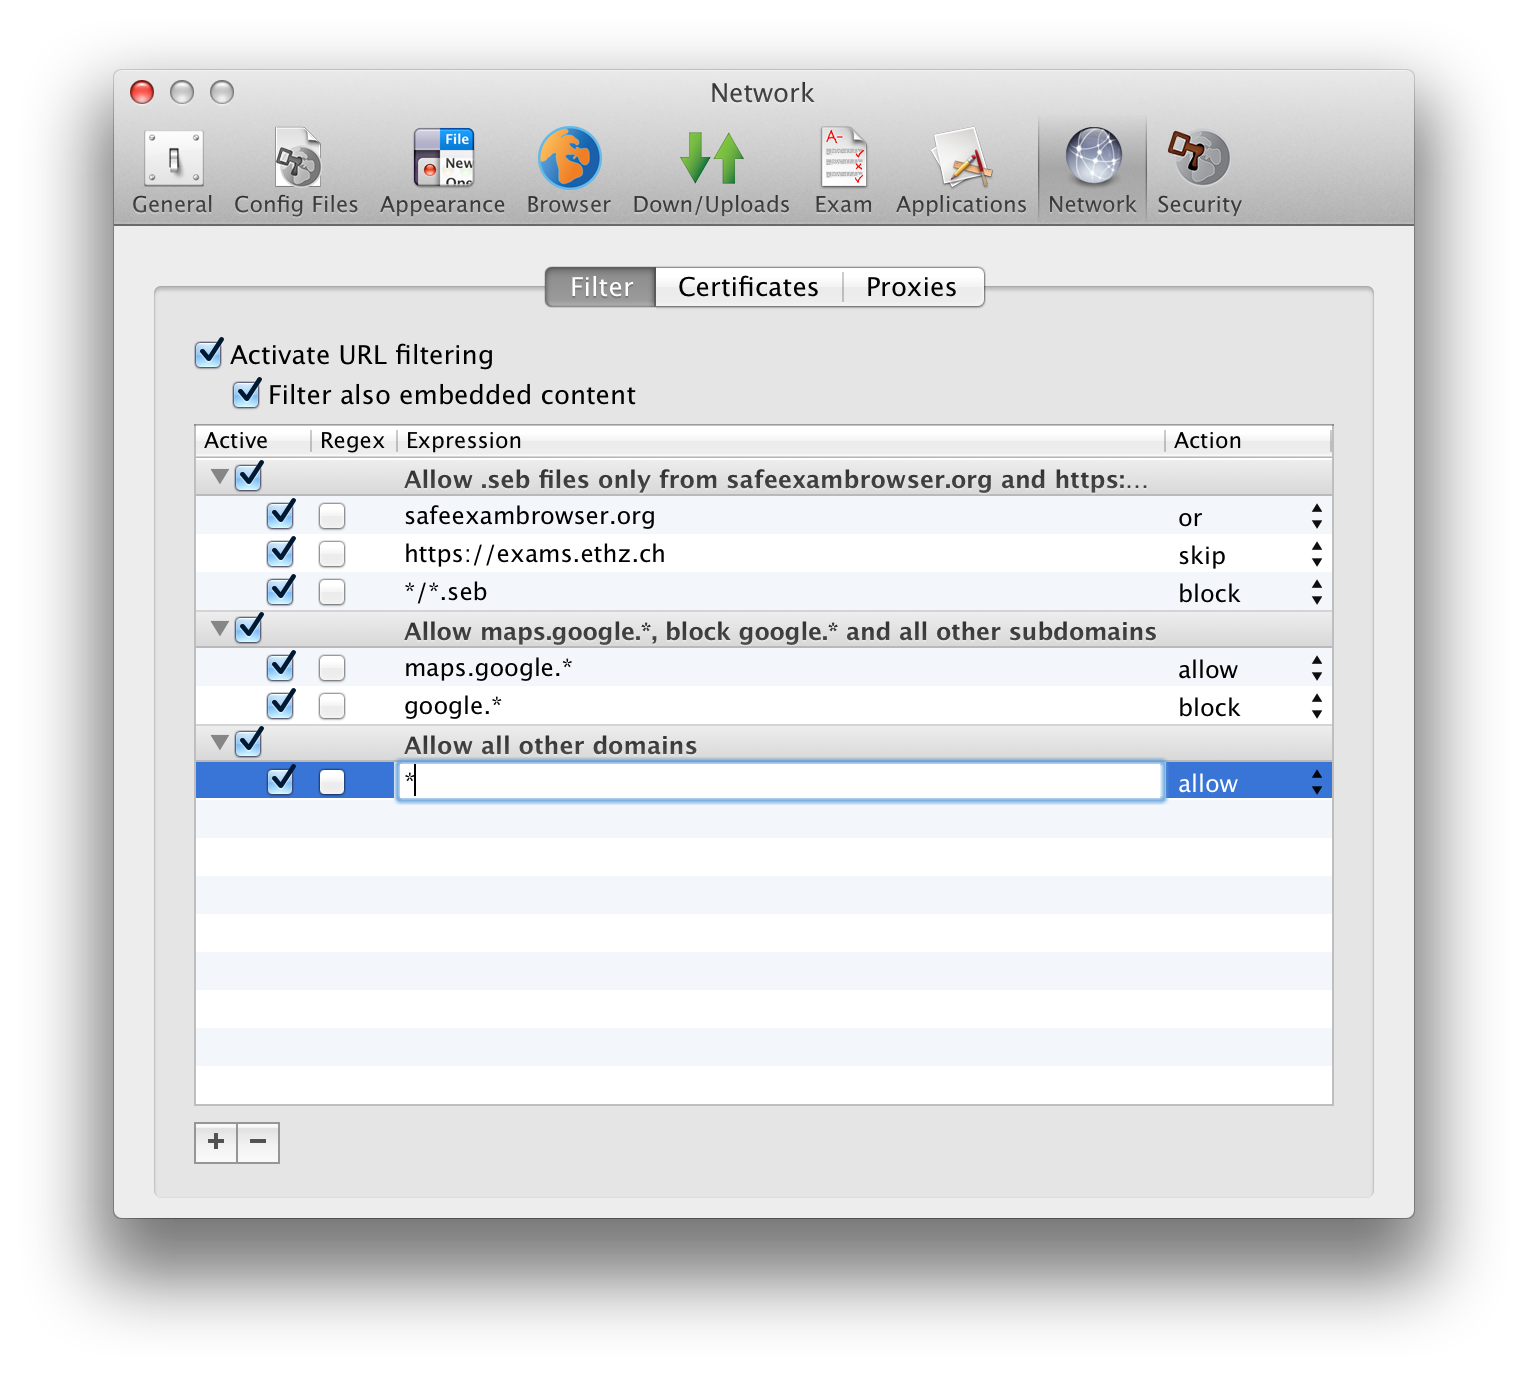 Network
File
New
General Config Files Appearance Browser Down/Uploads Exam Applications Network Security
A-
Filter Certificates Proxies
Activate URL filtering
Filter also embedded content
Active Regex Expression Action
Allow .seb files only from safeexambrowser.org and https:...
safeexambrowser.org or
https://exams.ethz.ch skip
*/*.seb block
Allow maps.google.*, block google.* and all other subdomains
maps.google.* allow
google.* block
Allow all other domains
* allow
+ −